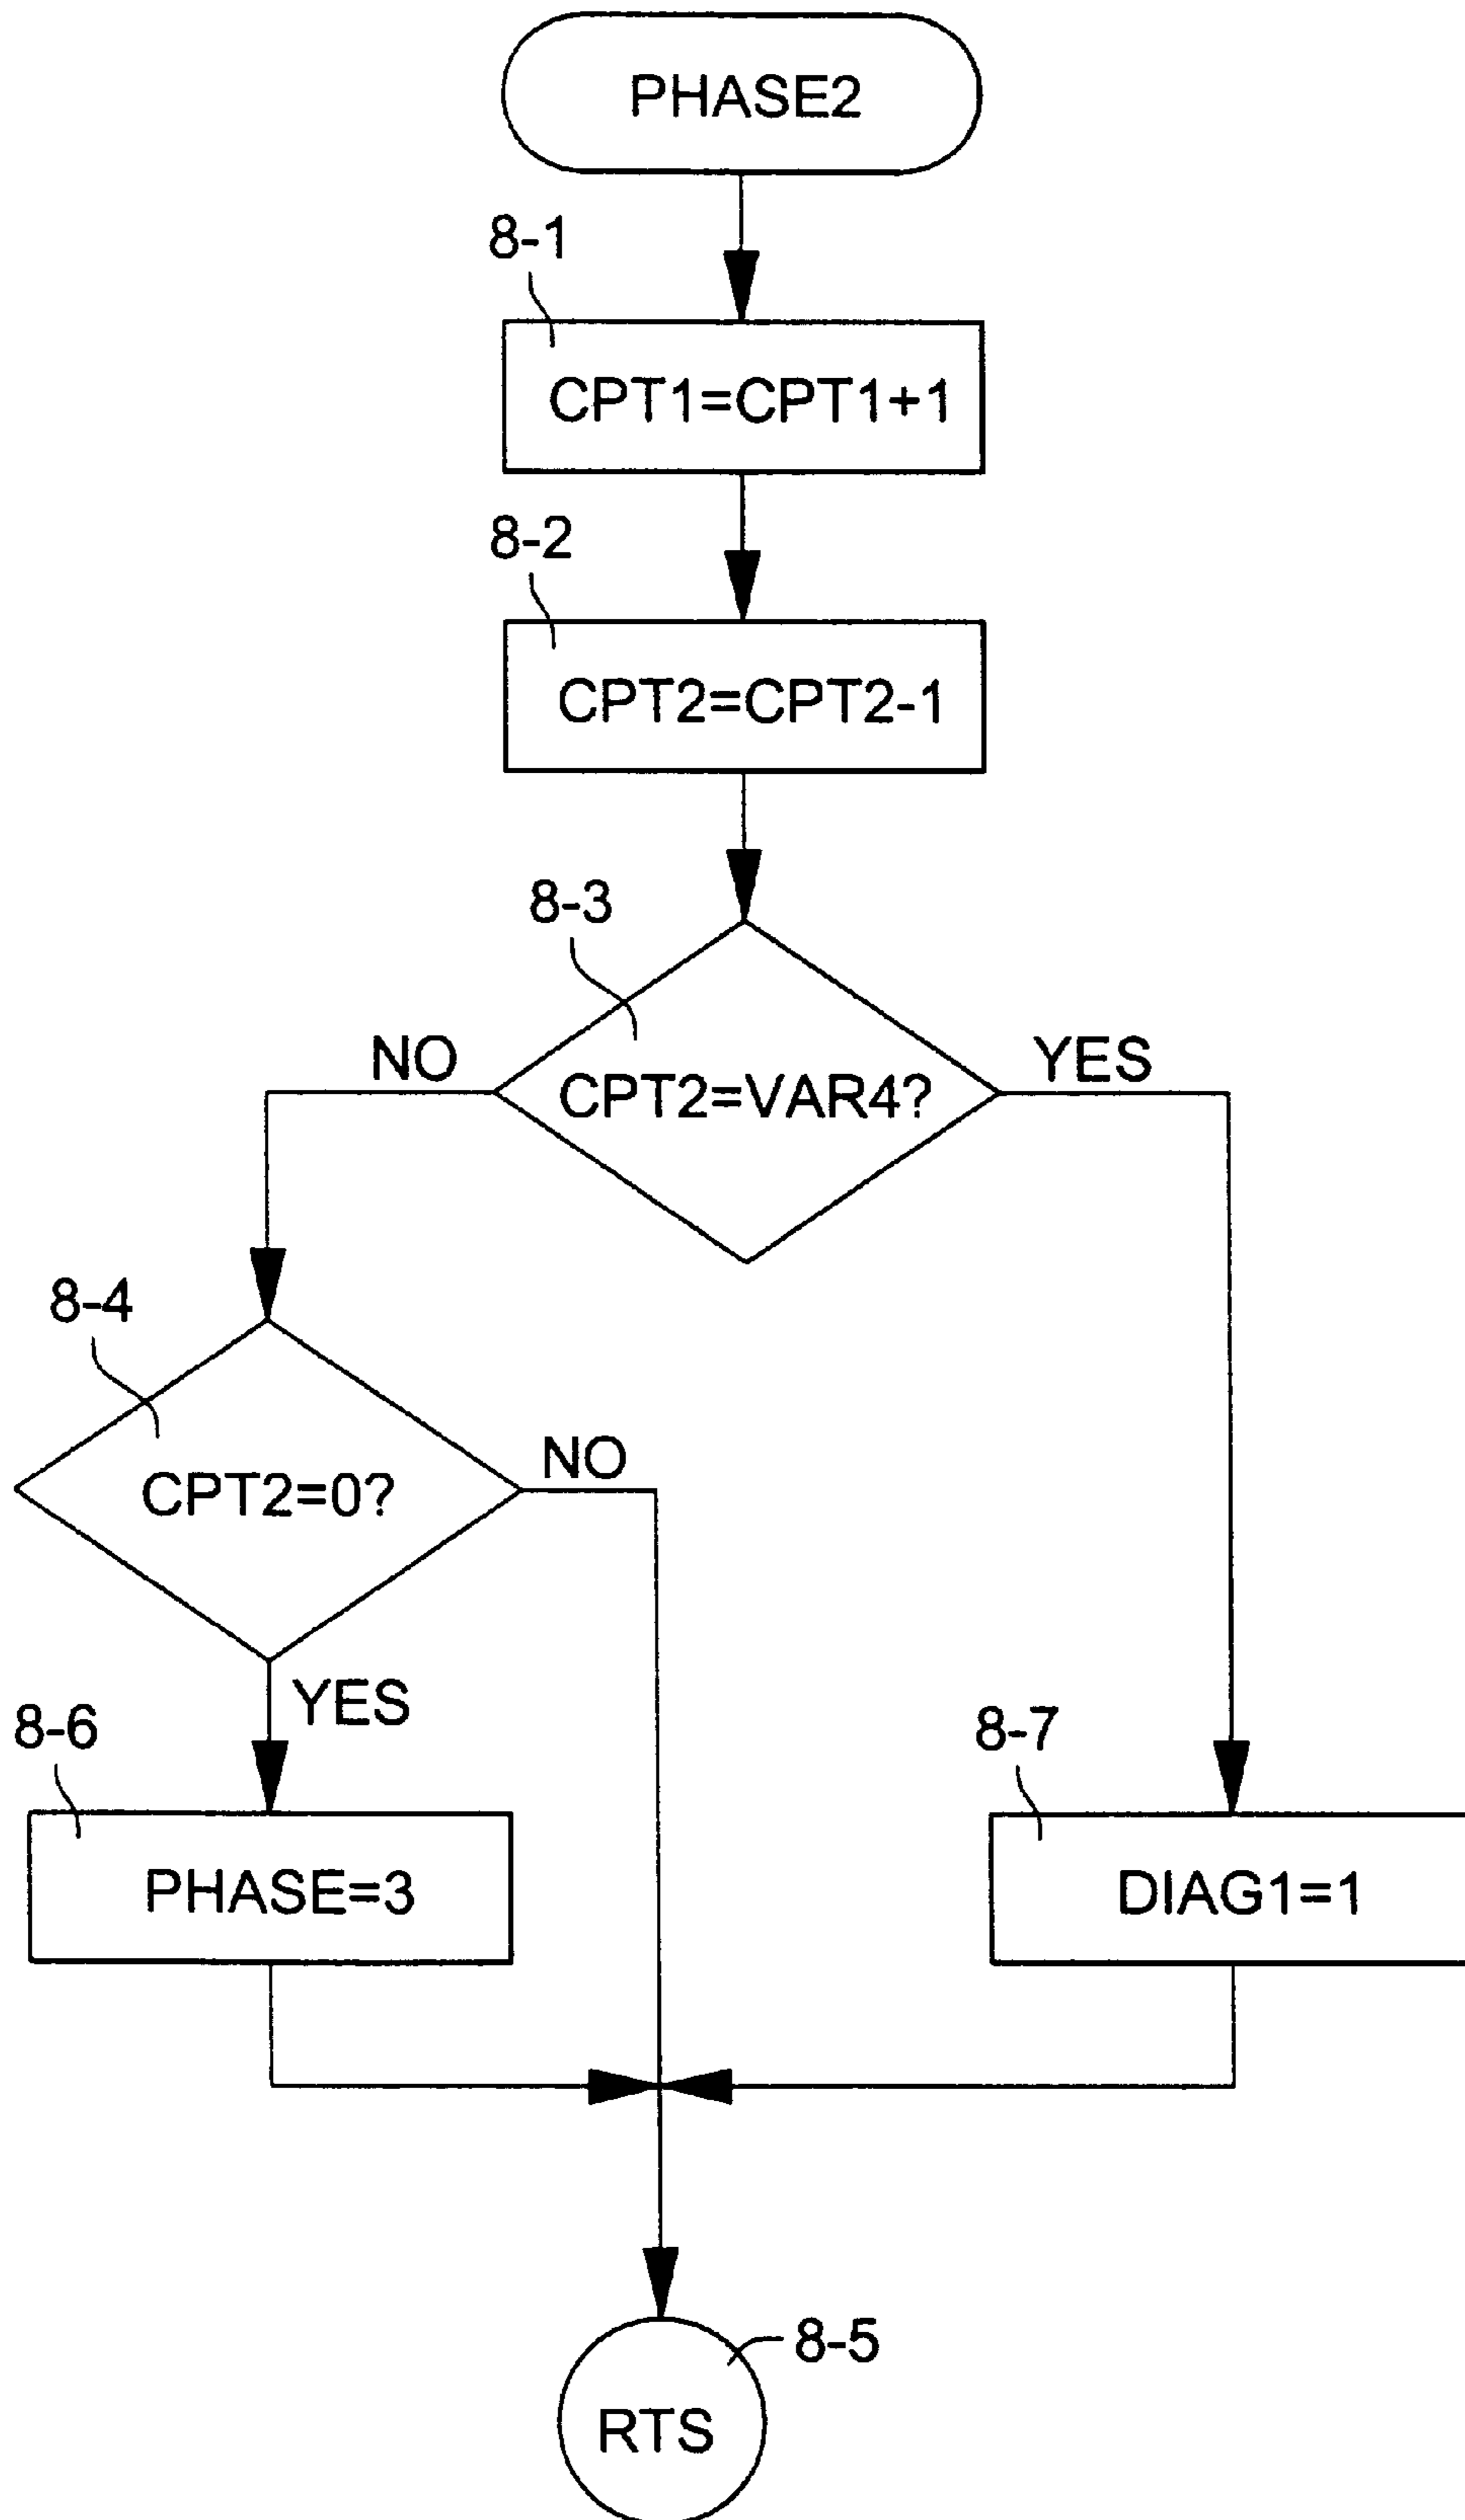 PHASE2
8-1
CPT1=CPT1+1
8-2
CPT2=CPT2-1
8-3
NO
YES
CPT2=VAR4?
8-4
NO
CPT2=0?
YES
8-6
8-7
PHASE=3
DIAG1=1
8-5
RTS